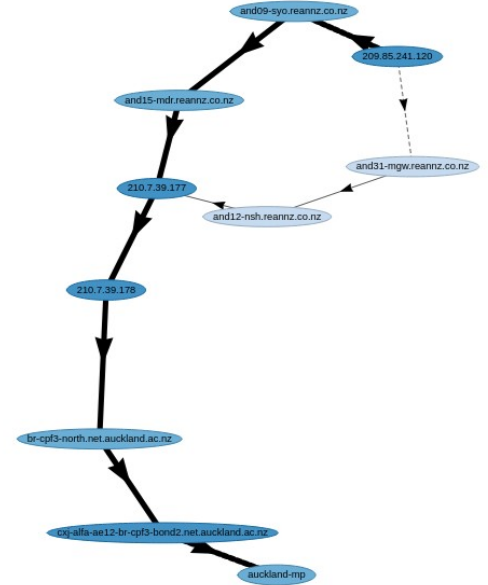 and09-syo.reannz.co.nz
209.85.241.120
and15-mdr.reannz.co.nz
and31-mgw.reannz.co.nz
210.7.39.177
and12-nsh.reannz.co.nz
210.7.39.178
br-cpf3-north.net.auckland.ac.nz
cxj-alfa-ae12-br-cpf3-bond2.net.auckland.ac.nz
auckland-mp